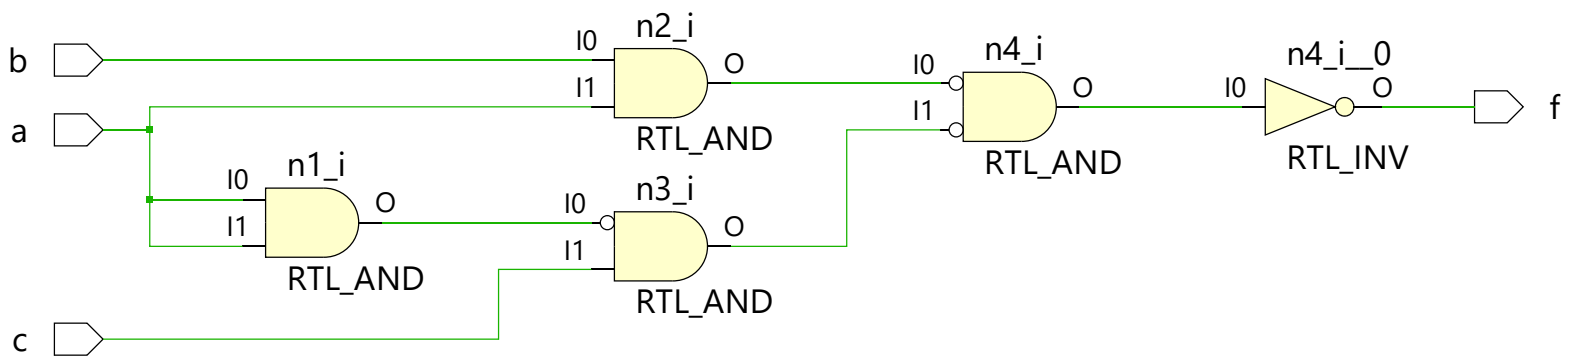 n2_i
b
I0
I1
O
RTL_AND
a
n1_i
I0
I1
O
RTL_AND
n3_i
I0
I1
O
RTL_AND
c
n4_i
I0
I1
O
RTL_AND
n4_i__0
I0
O
RTL_INV
f